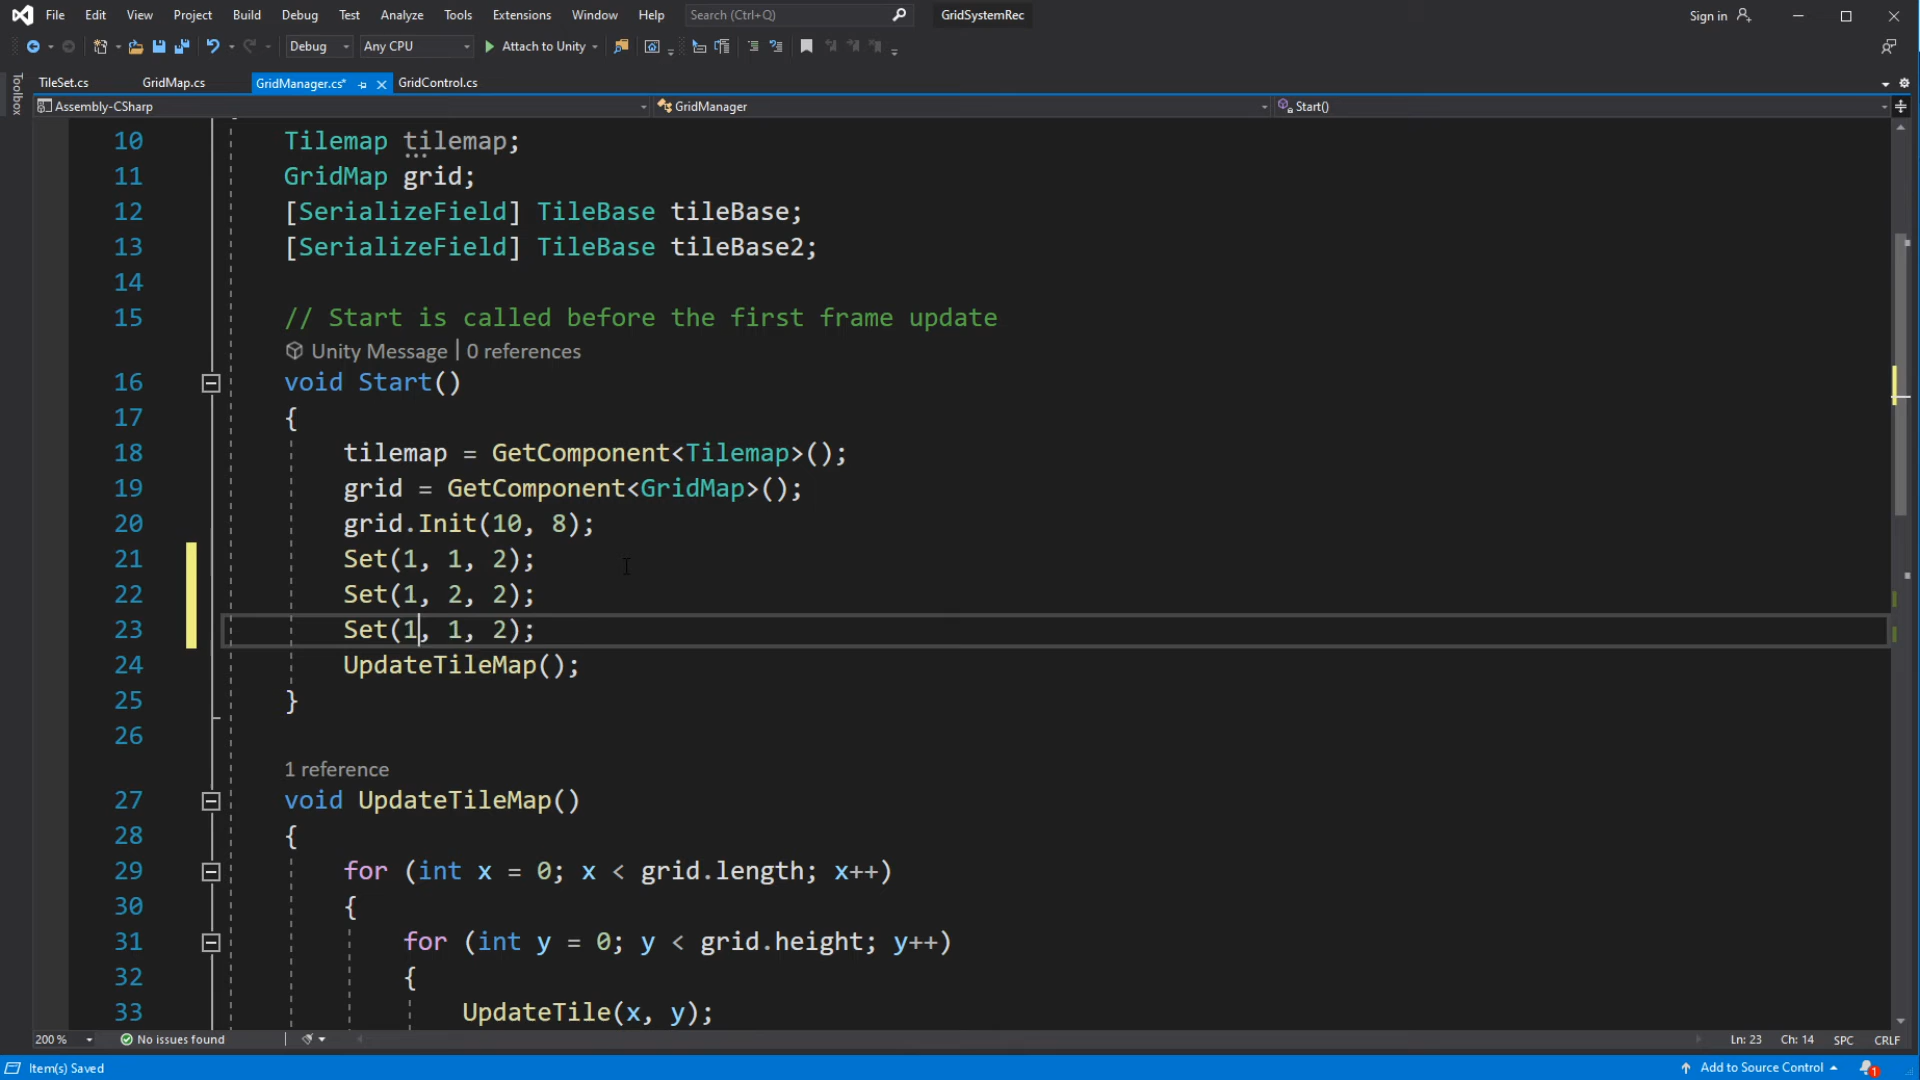 File Edit View Project Build Debug Test Analyze Tools Extensions Window Help Search (Ctrl+Q) GridSystemRec Sign in
Debug Any CPU Attach to Unity
Toolbox
TileSet.cs GridMap.cs GridManager.cs* GridControl.cs
Assembly-CSharp GridManager Start()
10 Tilemap tilemap;
11 GridMap grid;
12 [SerializeField] TileBase tileBase;
13 [SerializeField] TileBase tileBase2;
14
15 // Start is called before the first frame update
Unity Message | 0 references
16 void Start()
17 {
18 tilemap = GetComponent<Tilemap>();
19 grid = GetComponent<GridMap>();
20 grid.Init(10, 8);
21 Set(1, 1, 2);
22 Set(1, 2, 2);
23 Set(1, 1, 2);
24 UpdateTileMap();
25 }
26
1 reference
27 void UpdateTileMap()
28 {
29 for (int x = 0; x < grid.length; x++)
30 {
31 for (int y = 0; y < grid.height; y++)
32 {
33 UpdateTile(x, y);
200 % No issues found Ln: 23 Ch: 14 SPC CRLF
Item(s) Saved Add to Source Control 1